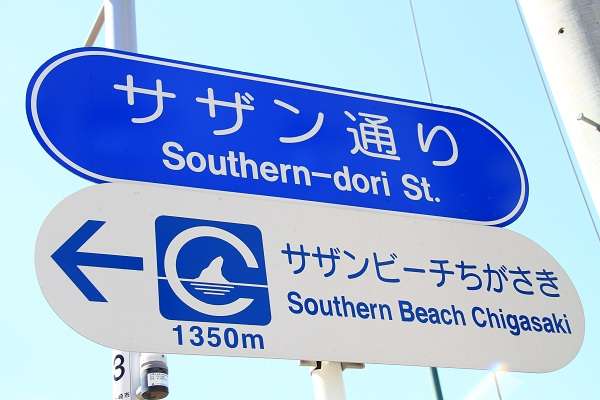 サザン通り
Southern-dori St.
サザンビーチちがさき
Southern Beach Chigasaki
1350m
3